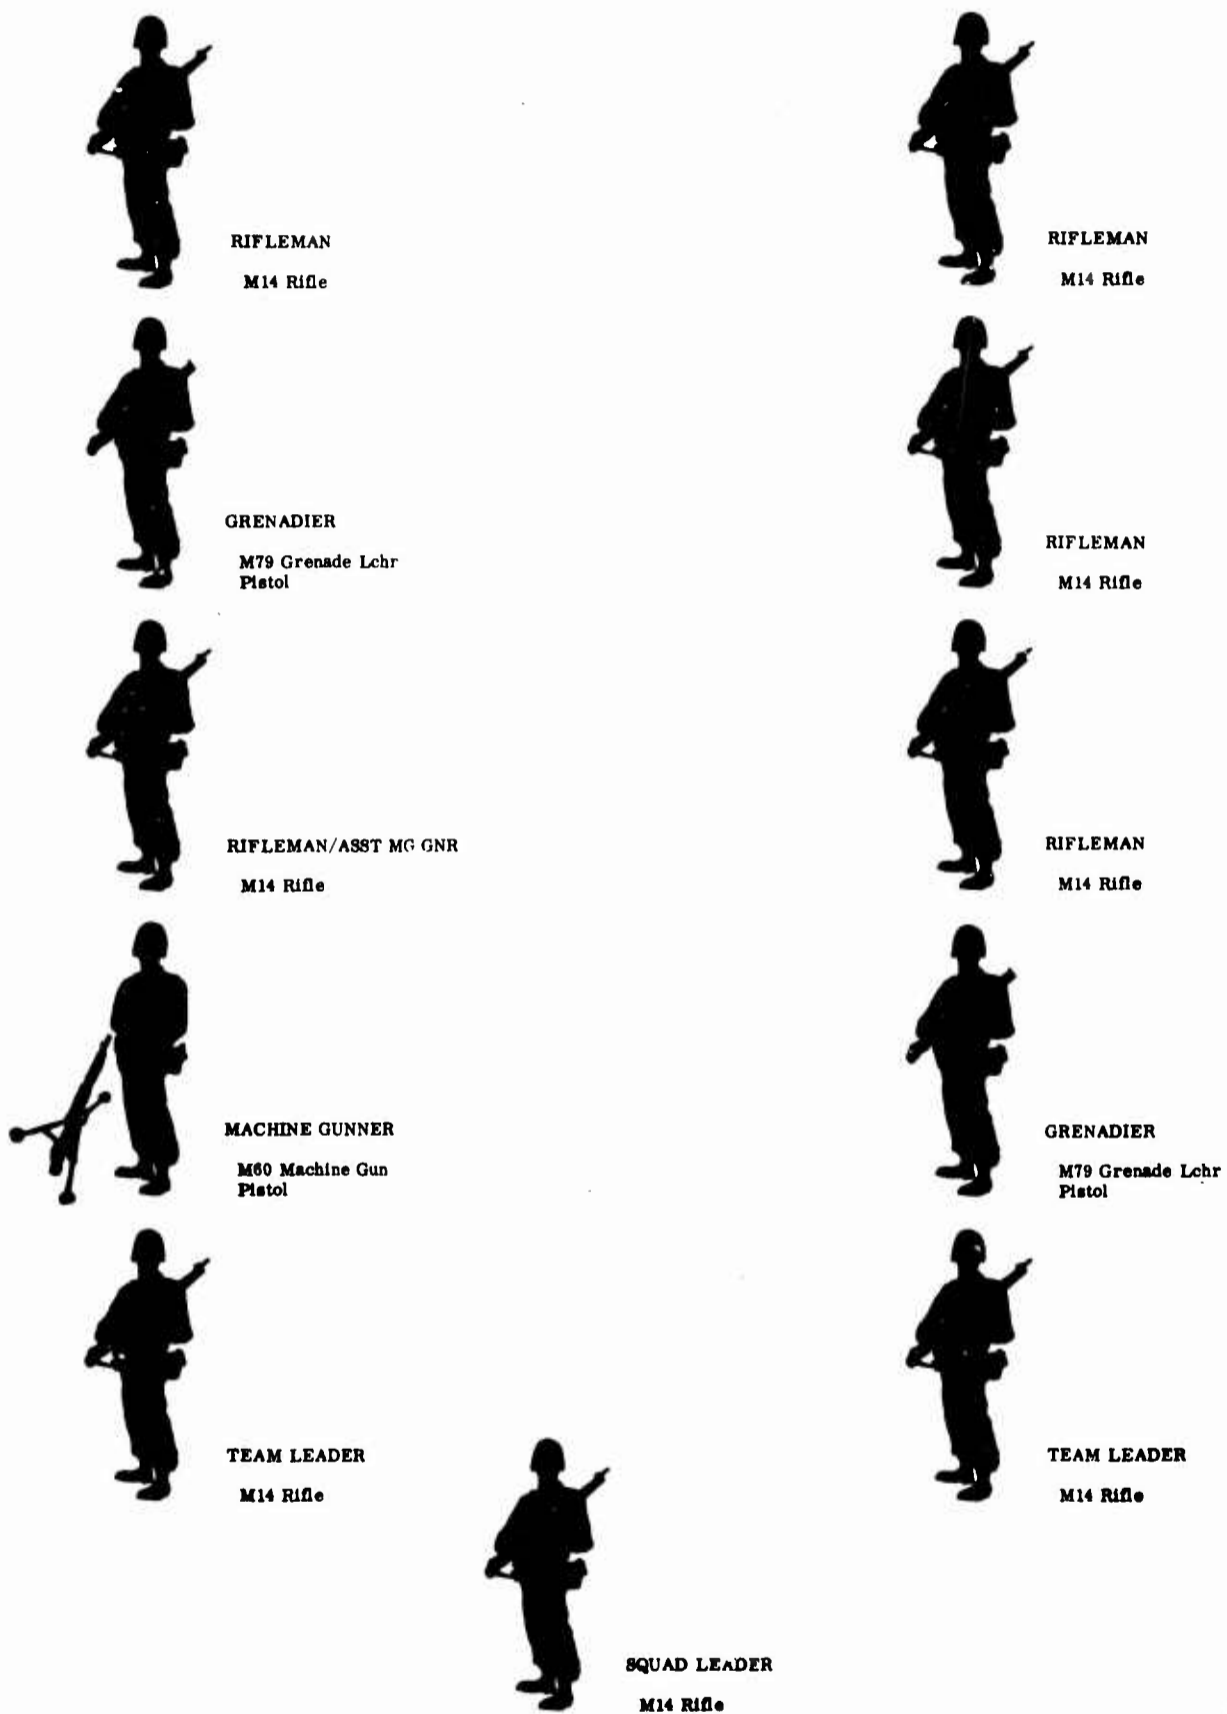 RIFLEMAN
M14 Rifle
RIFLEMAN
M14 Rifle
GRENADIER
M79 Grenade Lchr
Pistol
RIFLEMAN
M14 Rifle
RIFLEMAN/ASST MG GNR
M14 Rifle
RIFLEMAN
M14 Rifle
MACHINE GUNNER
M60 Machine Gun
Pistol
GRENADIER
M79 Grenade Lchr
Pistol
TEAM LEADER
M14 Rifle
TEAM LEADER
M14 Rifle
SQUAD LEADER
M14 Rifle